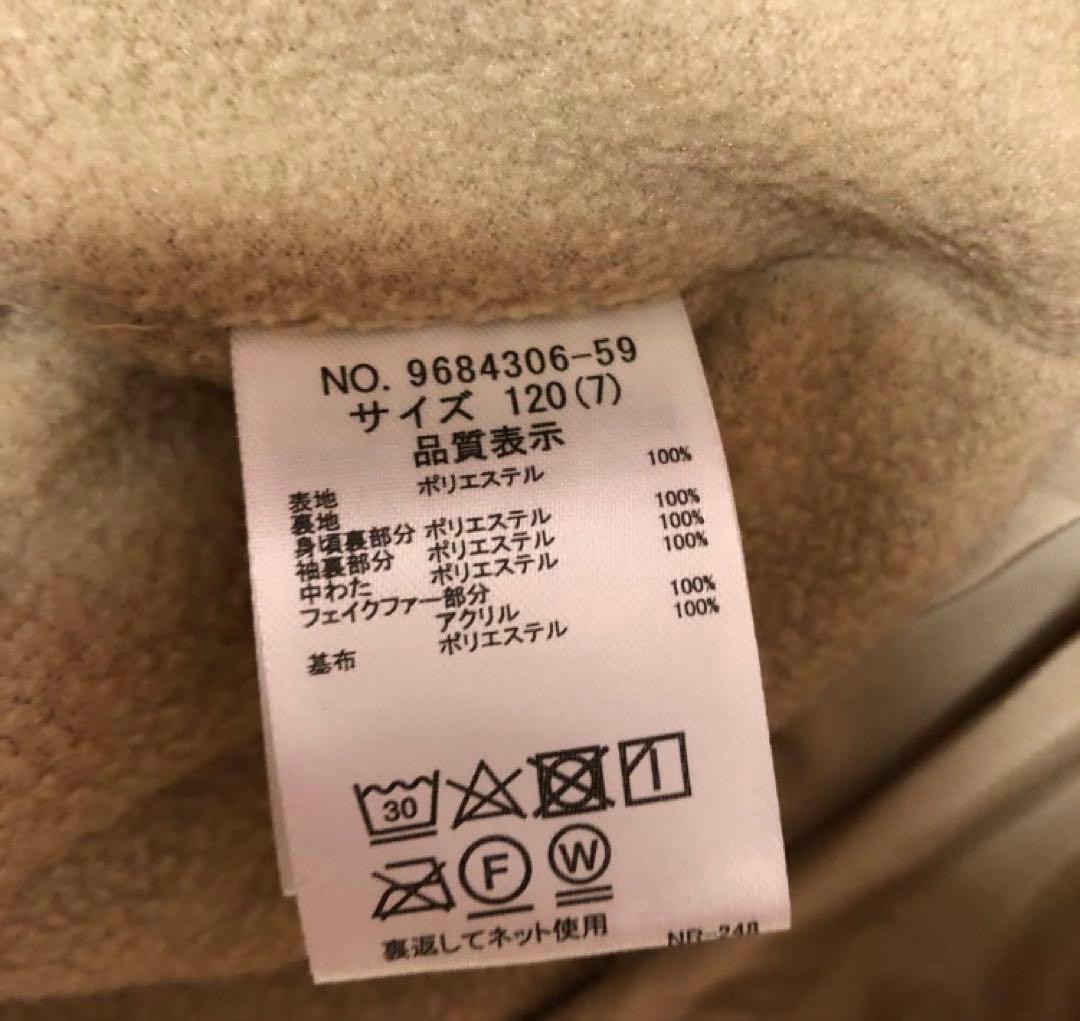 NO. 9684306-59
サイズ 120(7)
品質表示
表地 ポリエステル 100%
裏地
身頃裏部分 ポリエステル 100%
袖裏部分 ポリエステル 100%
中わた ポリエステル 100%
フェイクファー部分
アクリル 100%
基布 ポリエステル 100%
30
F W
裏返してネット使用
NR-248